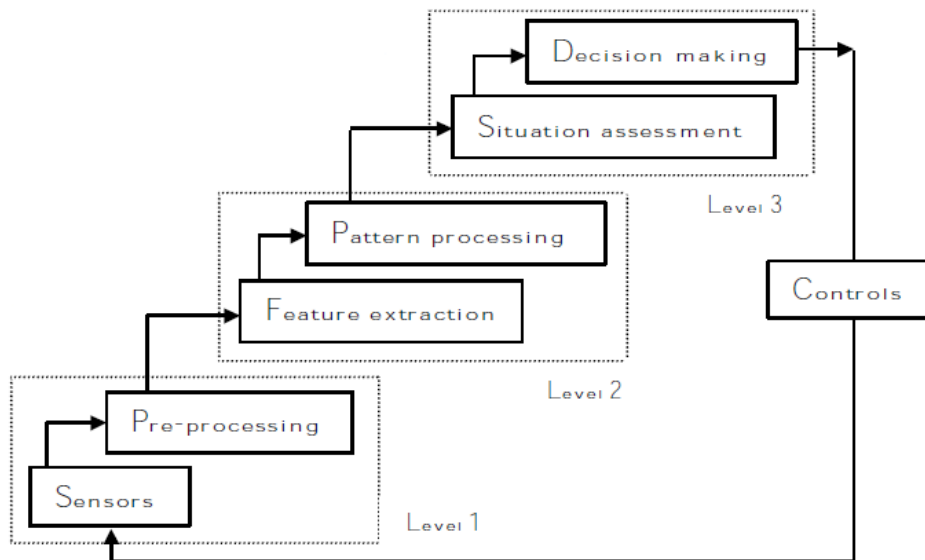 Decision making
Situation assessment
Level 3
Pattern processing
Controls
Feature extraction
Level 2
Pre-processing
Sensors
Level 1